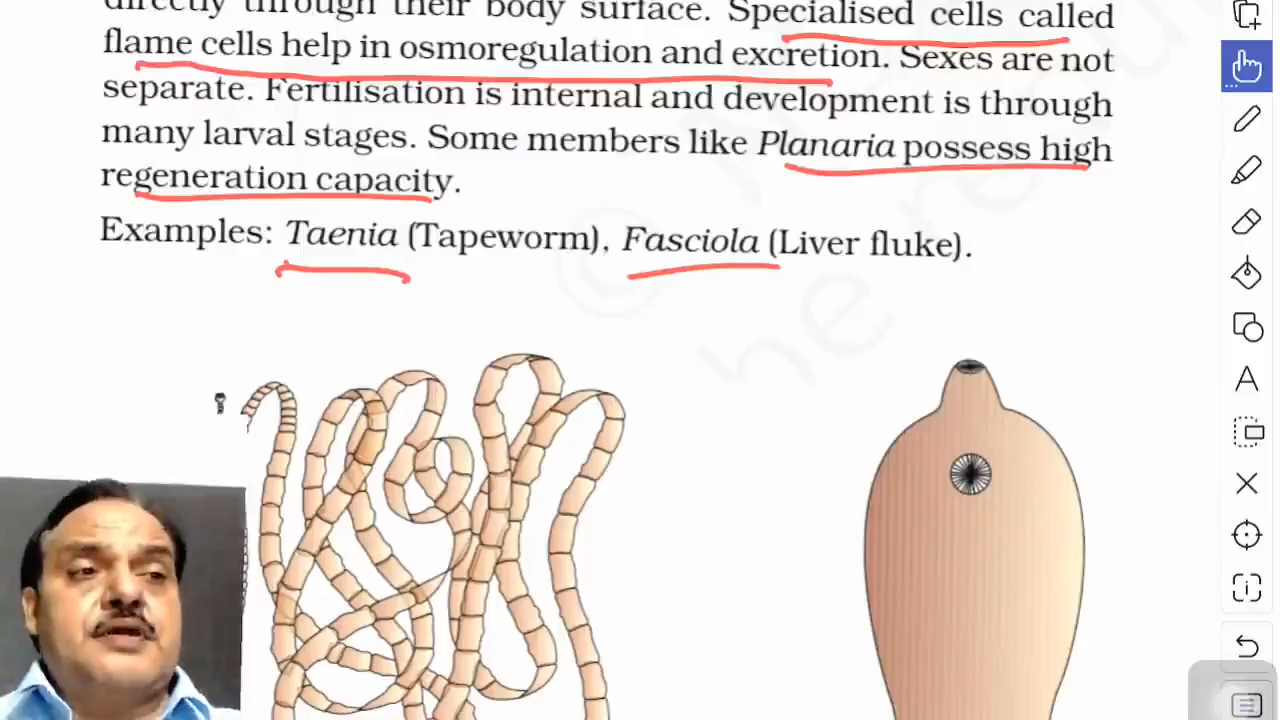 directly through their body surface. Specialised cells called
flame cells help in osmoregulation and excretion. Sexes are not
separate. Fertilisation is internal and development is through
many larval stages. Some members like Planaria possess high
regeneration capacity.
Examples: Taenia (Tapeworm), Fasciola (Liver fluke).